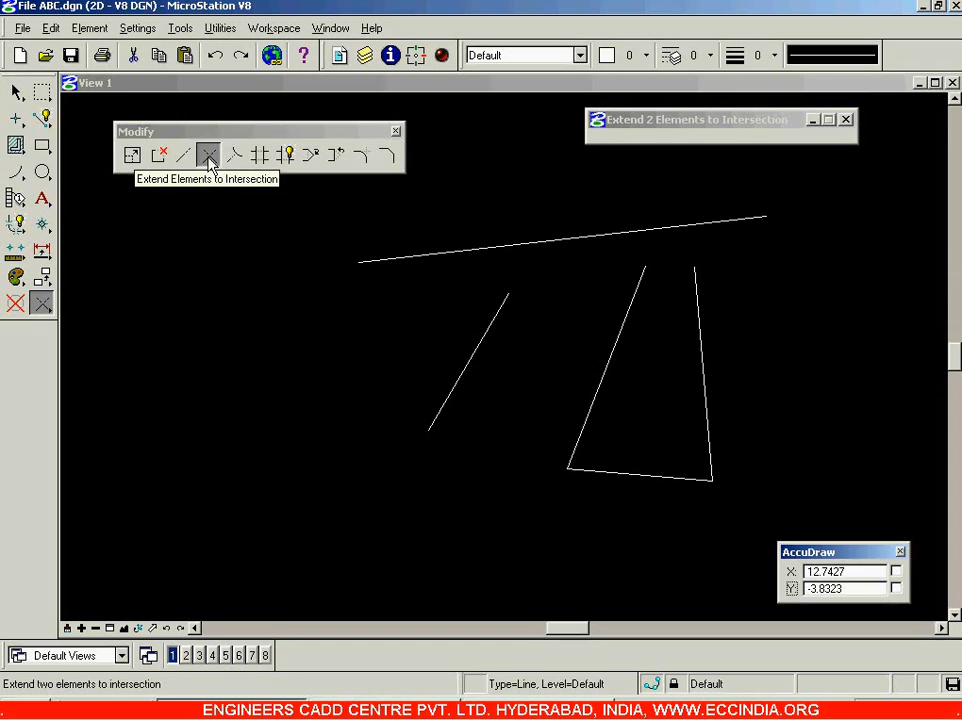 File ABC.dgn (2D - V8 DGN) - MicroStation V8
File Edit Element Settings Tools Utilities Workspace Window Help
Default 0 0 0
View 1
Modify
Extend 2 Elements to Intersection
Extend Elements to Intersection
AccuDraw
X: 12.7427
Y: -3.8323
Default Views 1 2 3 4 5 6 7 8
Extend two elements to intersection Type=Line, Level=Default Default
ENGINEERS CADD CENTRE PVT. LTD. HYDERABAD, INDIA, WWW.ECCINDIA.ORG